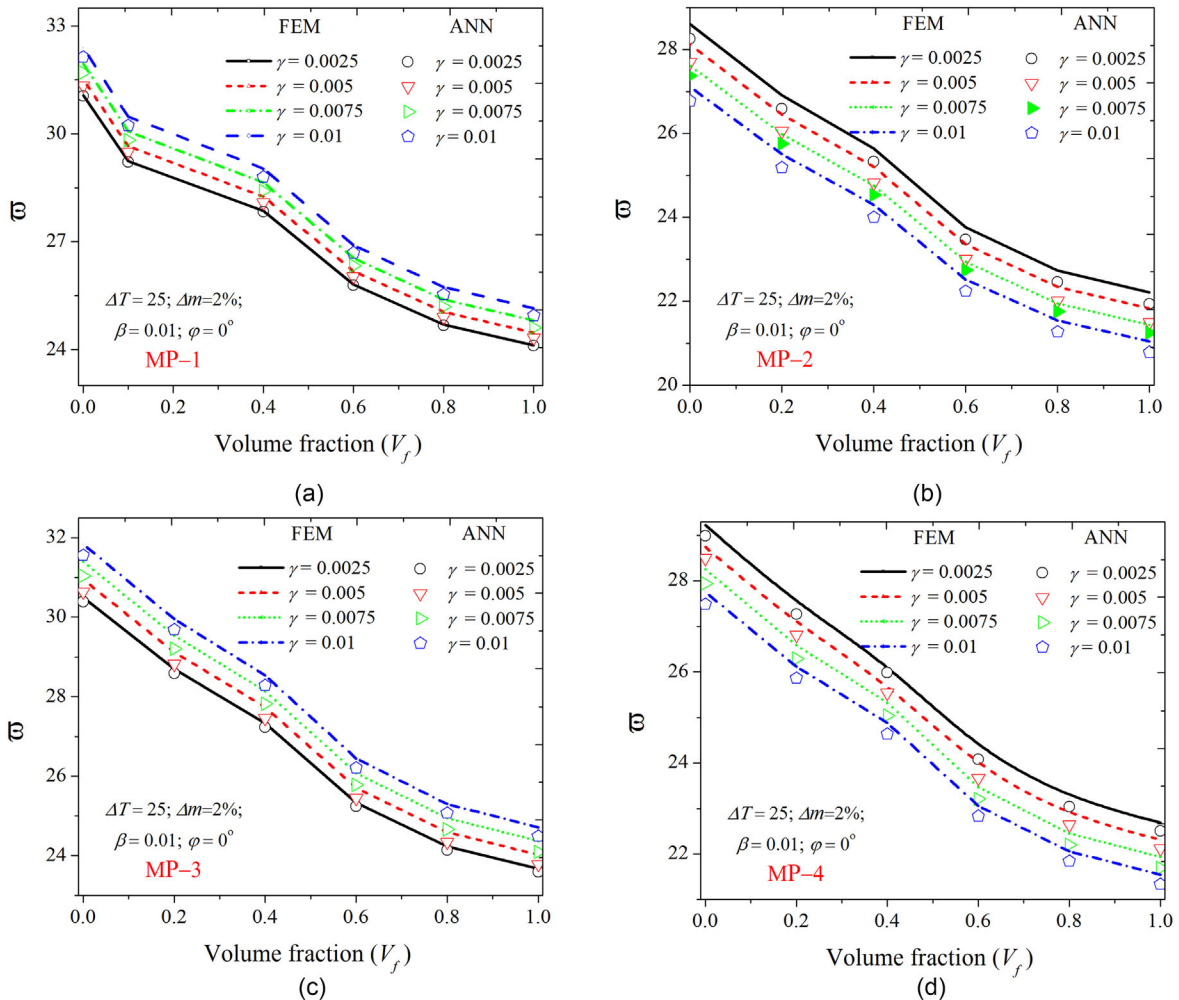 (a)
33
30
27
24
ϖ
FEM ANN
γ = 0.0025 γ = 0.0025
γ = 0.005 γ = 0.005
γ = 0.0075 γ = 0.0075
γ = 0.01 γ = 0.01
ΔT = 25; Δm=2%;
β = 0.01; φ = 0°
MP–1
0.0 0.2 0.4 0.6 0.8 1.0
Volume fraction (V_f)
(a)
28
26
24
22
20
ϖ
FEM ANN
γ = 0.0025 γ = 0.0025
γ = 0.005 γ = 0.005
γ = 0.0075 γ = 0.0075
γ = 0.01 γ = 0.01
ΔT = 25; Δm=2%;
β = 0.01; φ = 0°
MP–2
0.0 0.2 0.4 0.6 0.8 1.0
Volume fraction (V_f)
(b)
32
30
28
26
24
ϖ
FEM ANN
γ = 0.0025 γ = 0.0025
γ = 0.005 γ = 0.005
γ = 0.0075 γ = 0.0075
γ = 0.01 γ = 0.01
ΔT = 25; Δm=2%;
β = 0.01; φ = 0°
MP–3
0.0 0.2 0.4 0.6 0.8 1.0
Volume fraction (V_f)
(c)
28
26
24
22
ϖ
FEM ANN
γ = 0.0025 γ = 0.0025
γ = 0.005 γ = 0.005
γ = 0.0075 γ = 0.0075
γ = 0.01 γ = 0.01
ΔT = 25; Δm=2%;
β = 0.01; φ = 0°
MP–4
0.0 0.2 0.4 0.6 0.8 1.0
Volume fraction (V_f)
(d)